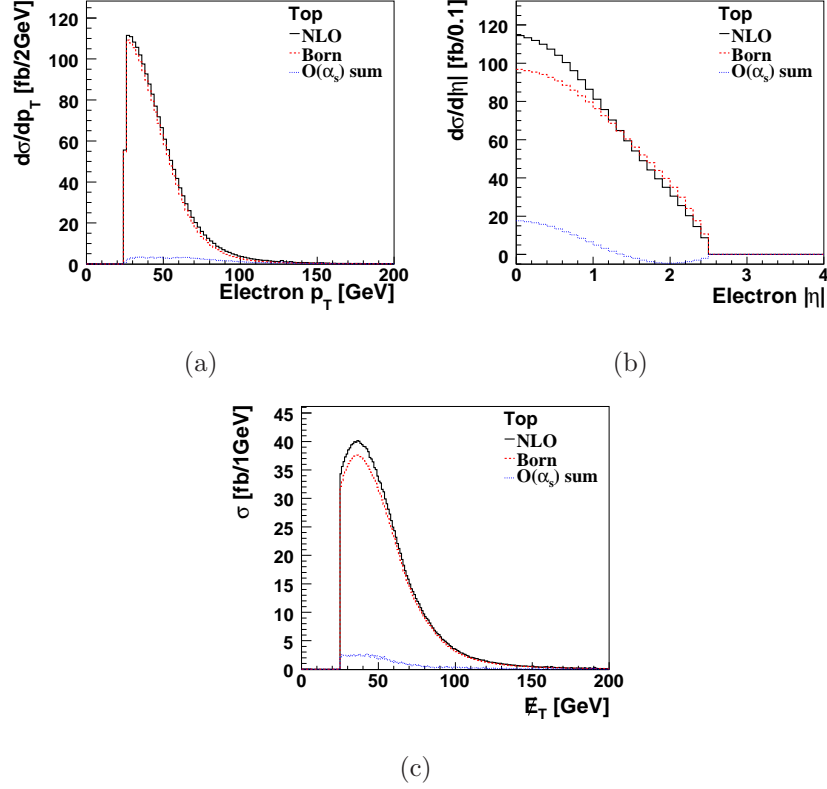 dσ/dp_T [fb/2GeV]
120
100
80
60
40
20
0
Top
NLO
Born
O(α_s) sum
0 50 100 150 200
Electron p_T [GeV]
(a)
dσ/d|η| [fb/0.1]
120
100
80
60
40
20
0
Top
NLO
Born
O(α_s) sum
0 1 2 3 4
Electron |η|
(b)
σ [fb/1GeV]
45
40
35
30
25
20
15
10
5
0
Top
NLO
Born
O(α_s) sum
0 50 100 150 200
E̸_T [GeV]
(c)